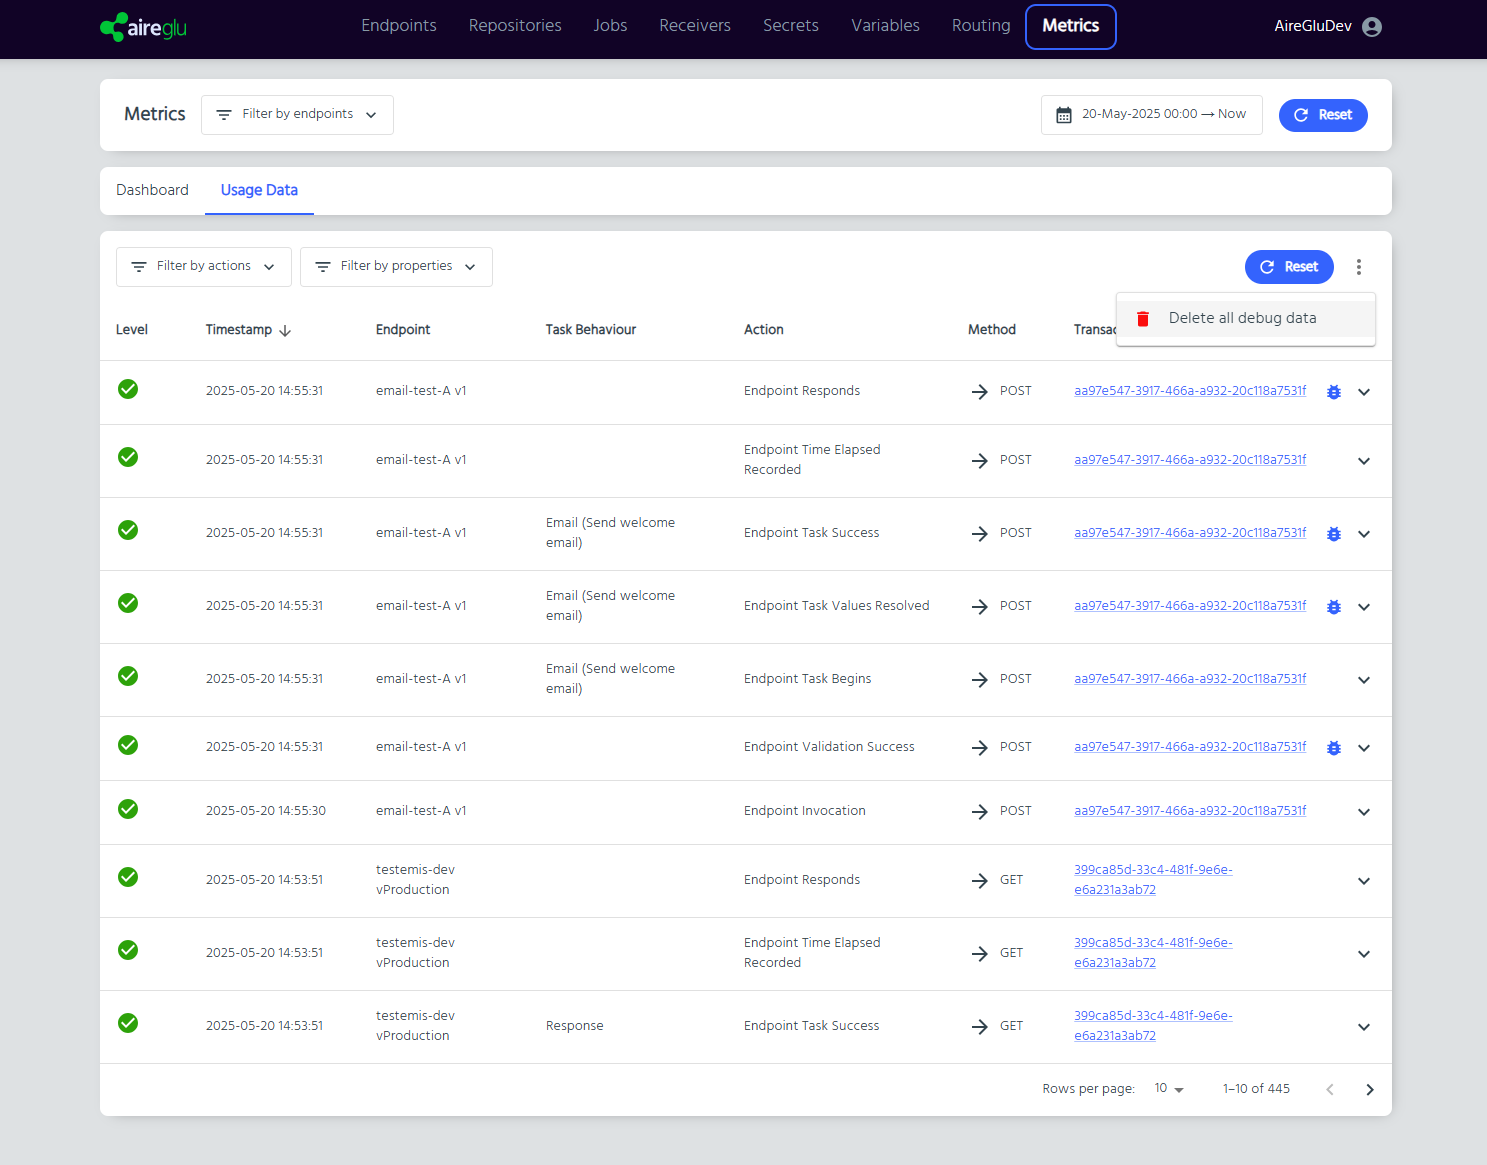 aireglu
Endpoints Repositories Jobs Receivers Secrets Variables Routing Metrics AireGluDev
Metrics Filter by endpoints 20-May-2025 00:00 → Now Reset
Dashboard Usage Data
Filter by actions Filter by properties Reset
Delete all debug data
Level Timestamp Endpoint Task Behaviour Action Method Transac
2025-05-20 14:55:31 email-test-A v1 Endpoint Responds POST aa97e547-3917-466a-a932-20c118a7531f
Endpoint Time Elapsed
2025-05-20 14:55:31 email-test-A v1 POST aa97e547-3917-466a-a932-20c118a7531f
Recorded
Email (Send welcome
2025-05-20 14:55:31 email-test-A v1 Endpoint Task Success POST aa97e547-3917-466a-a932-20c118a7531f
email)
Email (Send welcome
2025-05-20 14:55:31 email-test-A v1 Endpoint Task Values Resolved POST aa97e547-3917-466a-a932-20c118a7531f
email)
Email (Send welcome
2025-05-20 14:55:31 email-test-A v1 Endpoint Task Begins POST aa97e547-3917-466a-a932-20c118a7531f
email)
2025-05-20 14:55:31 email-test-A v1 Endpoint Validation Success POST aa97e547-3917-466a-a932-20c118a7531f
2025-05-20 14:55:30 email-test-A v1 Endpoint Invocation POST aa97e547-3917-466a-a932-20c118a7531f
testemis-dev 399ca85d-33c4-481f-9e6e-
2025-05-20 14:53:51 Endpoint Responds GET
vProduction e6a231a3ab72
testemis-dev Endpoint Time Elapsed 399ca85d-33c4-481f-9e6e-
2025-05-20 14:53:51 GET
vProduction Recorded e6a231a3ab72
testemis-dev 399ca85d-33c4-481f-9e6e-
2025-05-20 14:53:51 Response Endpoint Task Success GET
vProduction e6a231a3ab72
Rows per page: 10 1–10 of 445